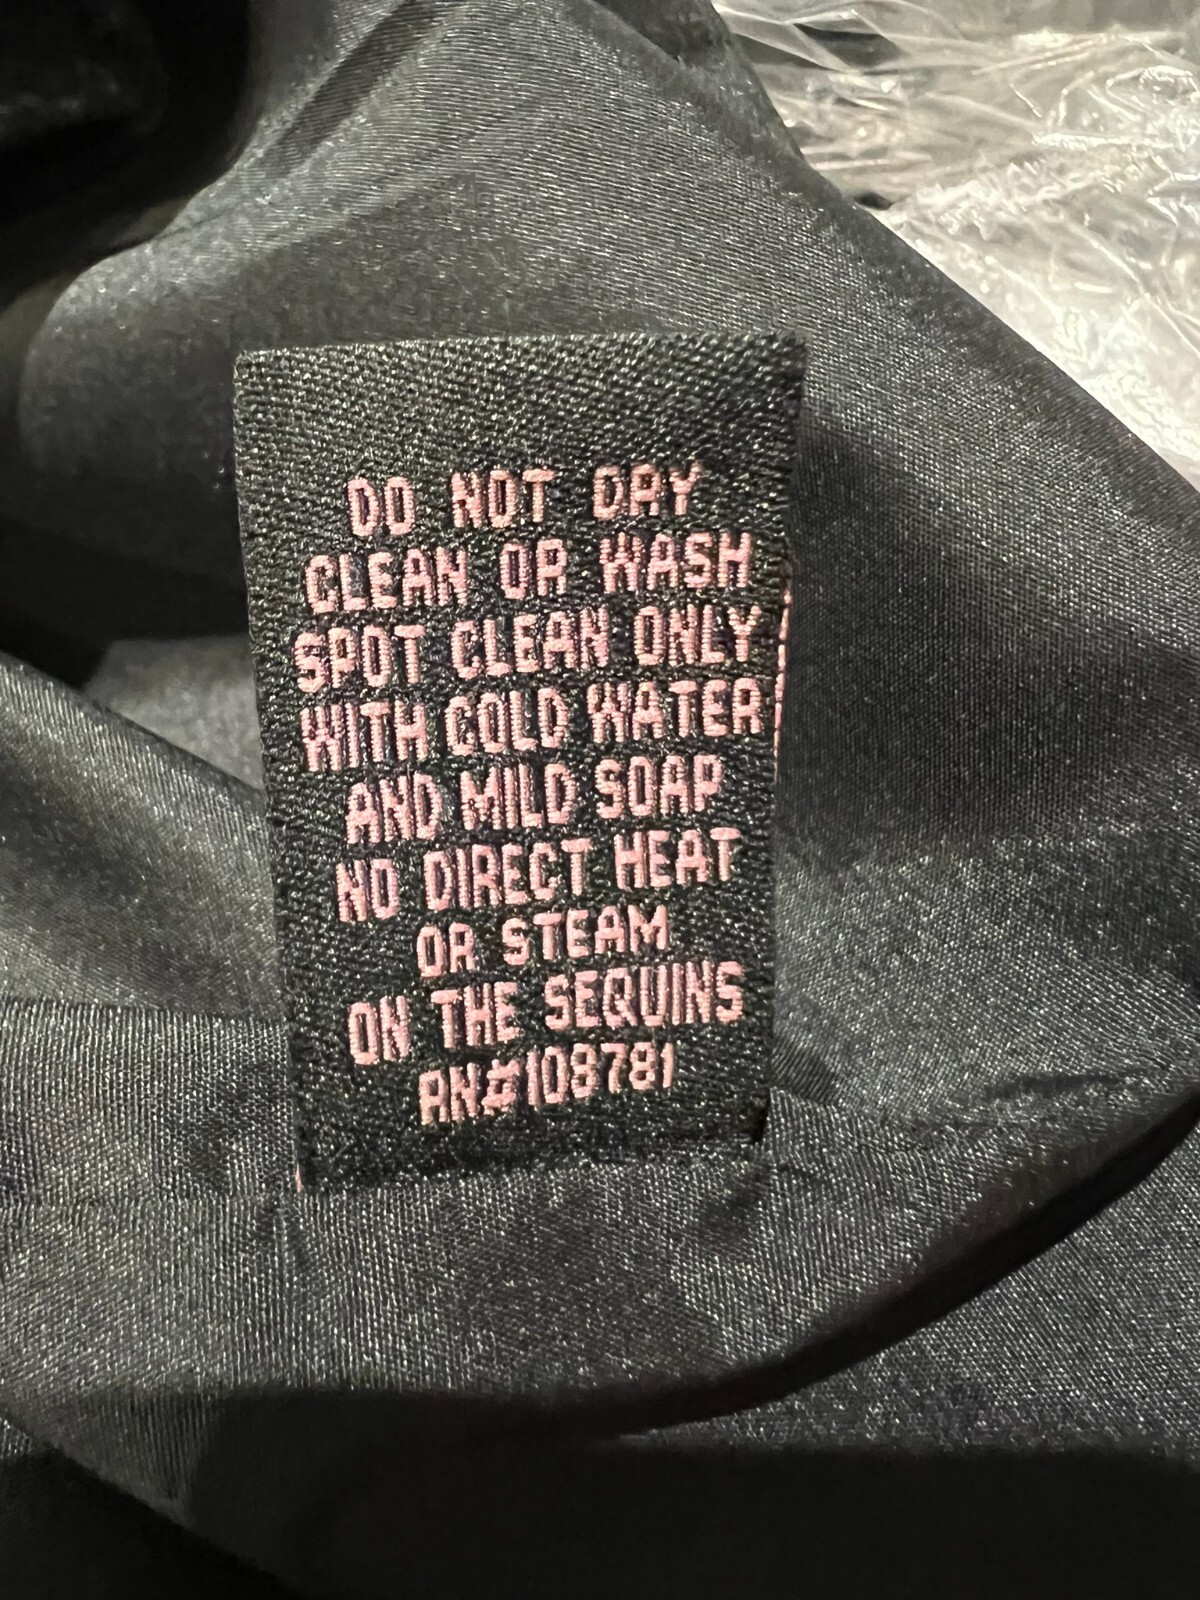 DO NOT DRY
CLEAN OR WASH
SPOT CLEAN ONLY
WITH COLD WATER
AND MILD SOAP
NO DIRECT HEAT
OR STEAM
ON THE SEQUINS
RN#108781